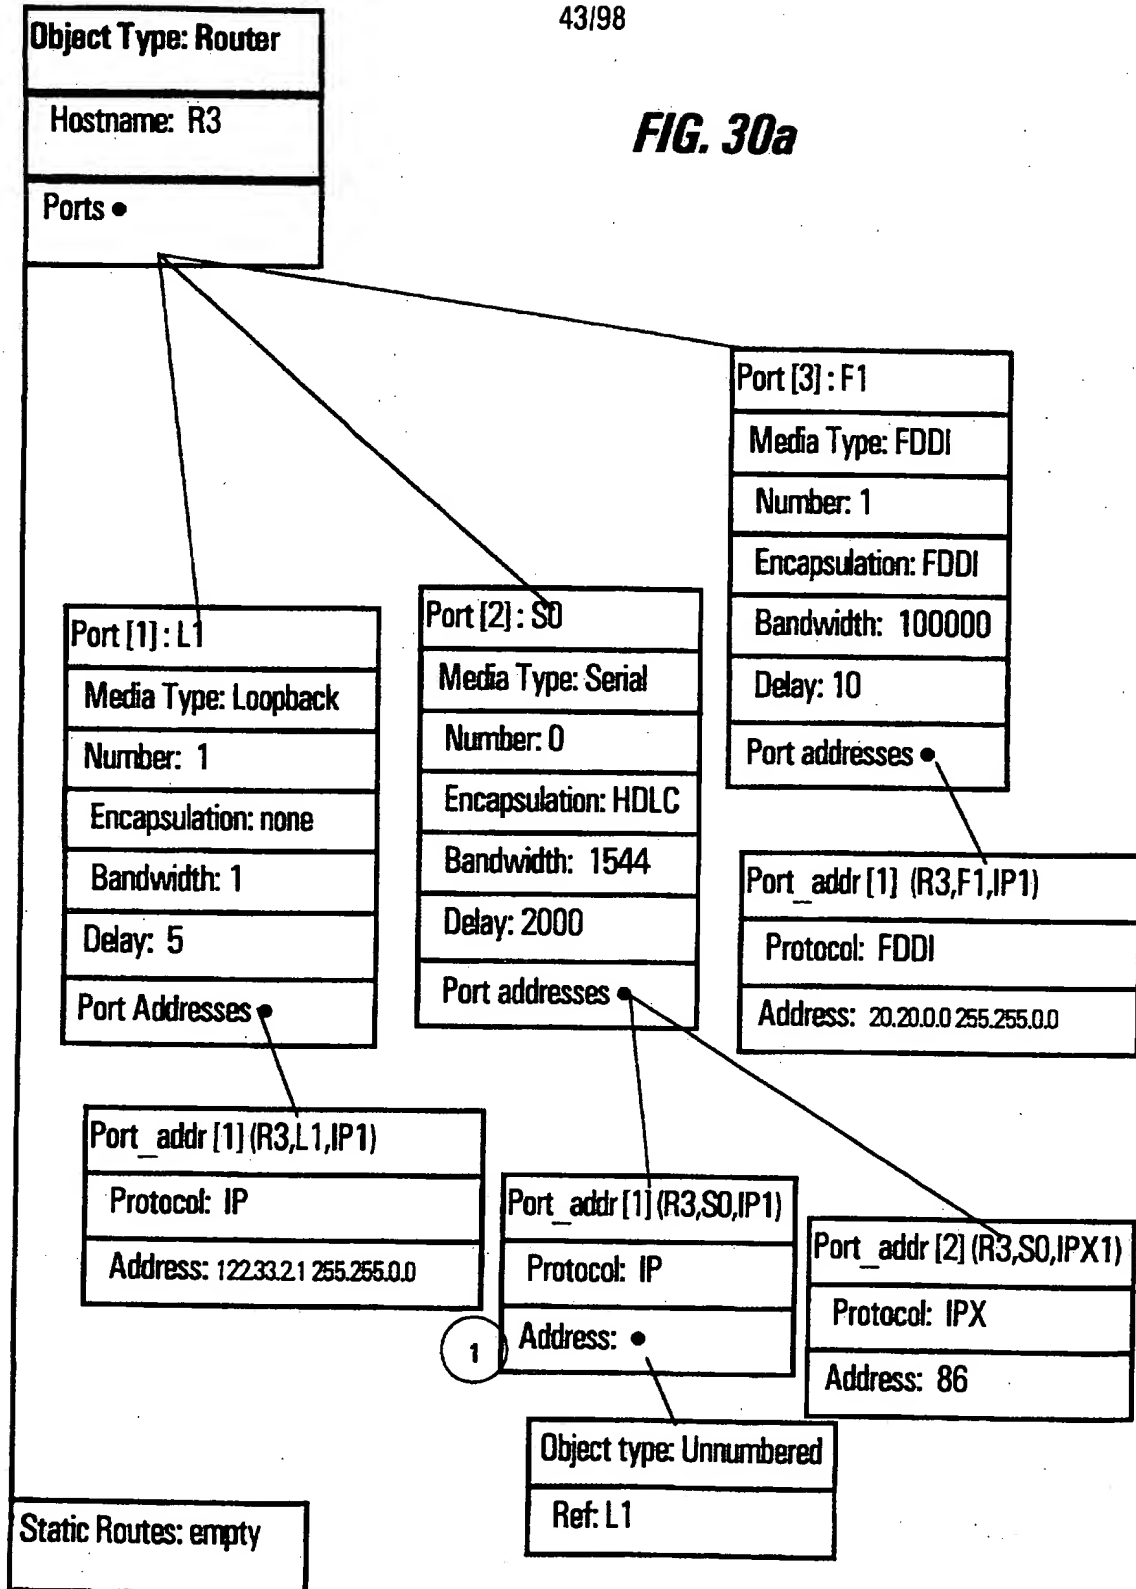 43/98
Object Type: Router
Hostname: R3
Ports
FIG. 30a
Port [3] : F1
Media Type: FDDI
Number: 1
Encapsulation: FDDI
Bandwidth: 100000
Delay: 10
Port addresses
Port [1] : L1
Media Type: Loopback
Number: 1
Encapsulation: none
Bandwidth: 1
Delay: 5
Port Addresses
Port [2] : S0
Media Type: Serial
Number: 0
Encapsulation: HDLC
Bandwidth: 1544
Delay: 2000
Port addresses
Port_addr [1] (R3,F1,IP1)
Protocol: FDDI
Address: 20.20.0.0 255.255.0.0
Port_addr [1] (R3,L1,IP1)
Protocol: IP
Address: 122.33.2.1 255.255.0.0
Port_addr [1] (R3,S0,IP1)
Protocol: IP
Address:
1
Port_addr [2] (R3,S0,IPX1)
Protocol: IPX
Address: 86
Object type: Unnumbered
Ref: L1
Static Routes: empty